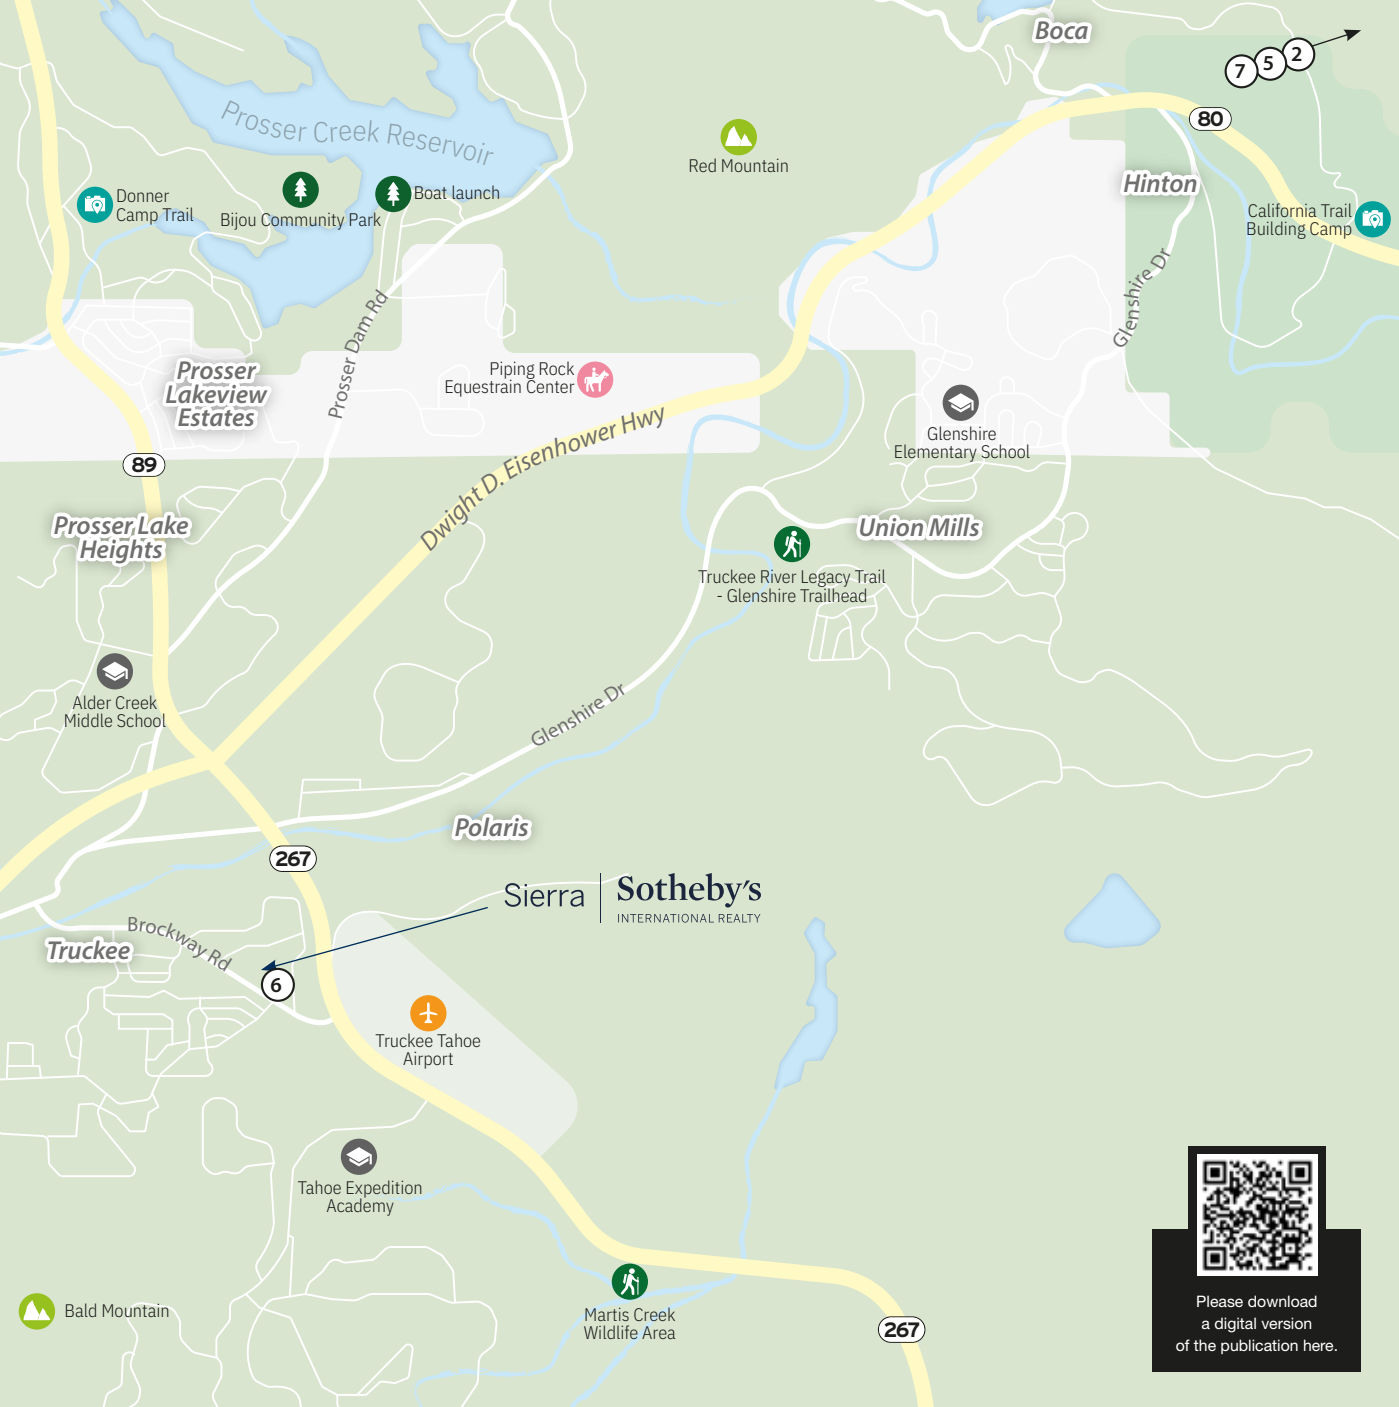 Boca
7
5
2
80
Prosser Creek Reservoir
Red Mountain
Hinton
Donner
Camp Trail
Bijou Community Park
Boat launch
California Trail
Building Camp
Glenshire Dr
Prosser Dam Rd
Prosser
Lakeview
Estates
Piping Rock
Equestrain Center
Dwight D. Eisenhower Hwy
Glenshire
Elementary School
89
Prosser Lake
Heights
Union Mills
Truckee River Legacy Trail
- Glenshire Trailhead
Alder Creek
Middle School
Glenshire Dr
Polaris
267
Sierra
Sotheby's
INTERNATIONAL REALTY
Brockway Rd
Truckee
6
Truckee Tahoe
Airport
Tahoe Expedition
Academy
Bald Mountain
Martis Creek
Wildlife Area
267
Please download
a digital version
of the publication here.